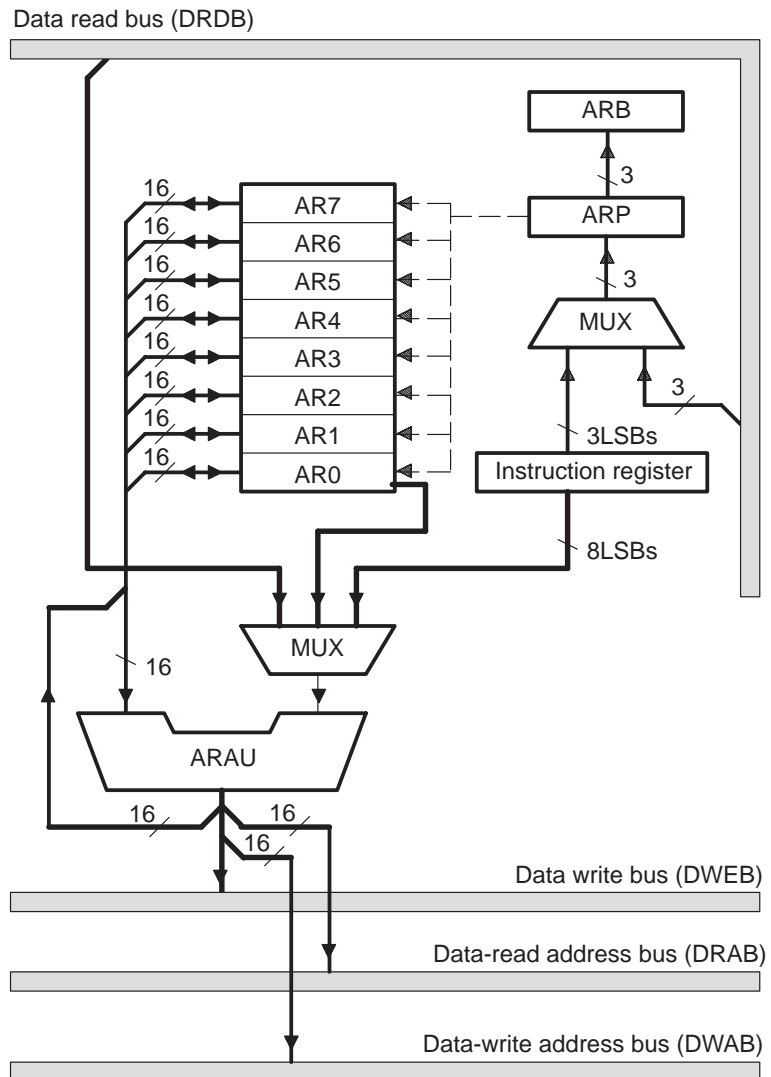 Data read bus (DRDB)
ARB
3
16
AR7
ARP
16
AR6
16
AR5
3
16
AR4
MUX
16
AR3
16
AR2
3
16
AR1
3LSBs
16
AR0
Instruction register
8LSBs
MUX
16
ARAU
16
16
16
Data write bus (DWEB)
Data-read address bus (DRAB)
Data-write address bus (DWAB)